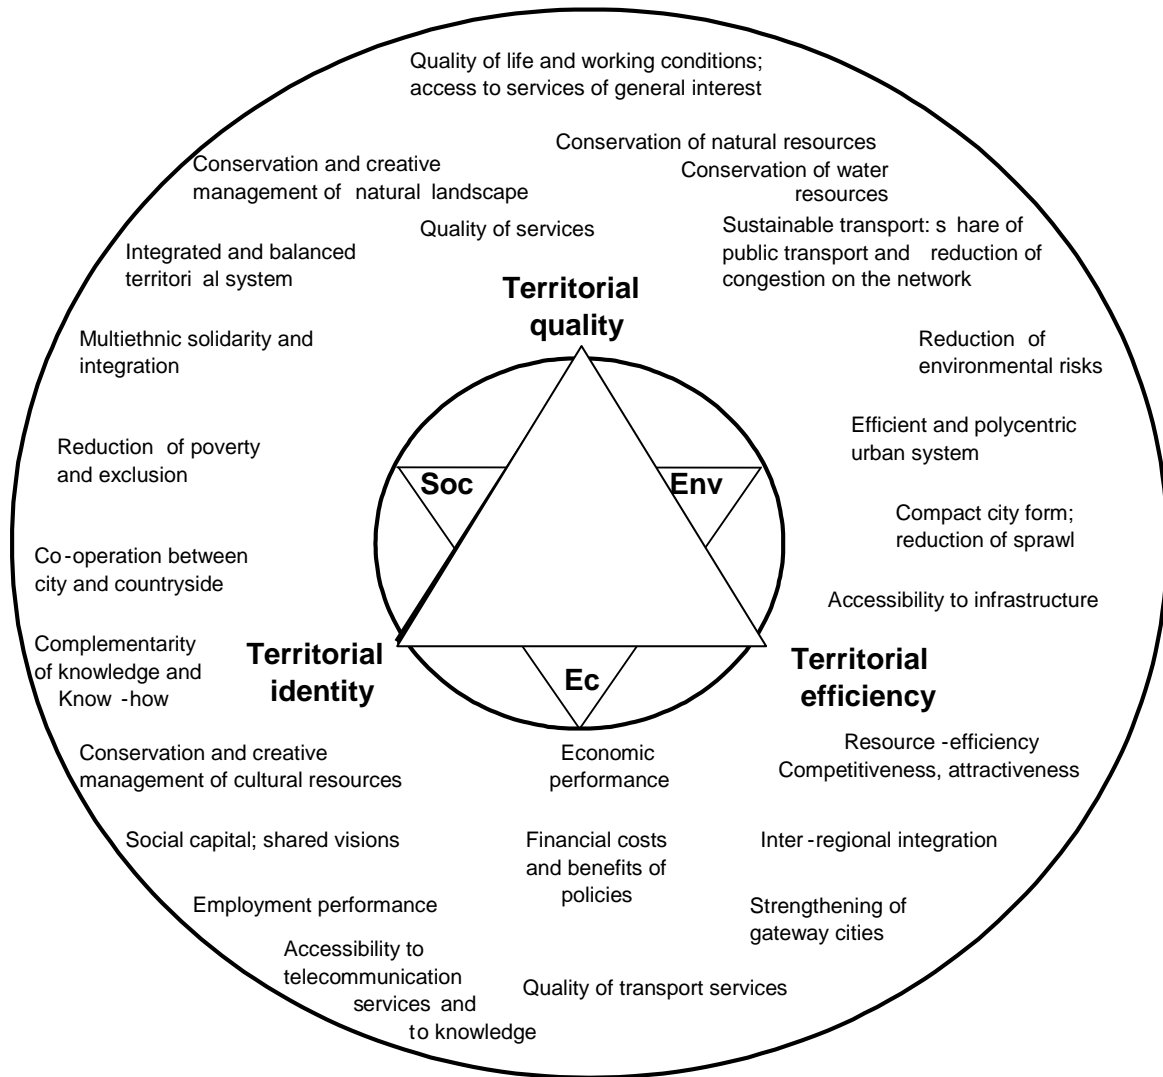 Quality of life and working conditions;
access to services of general interest
Conservation of natural resources
Conservation of water
resources
Conservation and creative
management of natural landscape
Quality of services
Sustainable transport: s hare of
public transport and reduction of
congestion on the network
Integrated and balanced
territori al system
Territorial
quality
Multiethnic solidarity and
integration
Reduction of
environmental risks
Reduction of poverty
and exclusion
Efficient and polycentric
urban system
Soc
Env
Compact city form;
reduction of sprawl
Co-operation between
city and countryside
Accessibility to infrastructure
Complementarity
of knowledge and
Know -how
Territorial
identity
Ec
Territorial
efficiency
Conservation and creative
management of cultural resources
Economic
performance
Resource -efficiency
Competitiveness, attractiveness
Social capital; shared visions
Financial costs
and benefits of
policies
Inter -regional integration
Employment performance
Strengthening of
gateway cities
Accessibility to
telecommunication
services and
to knowledge
Quality of transport services